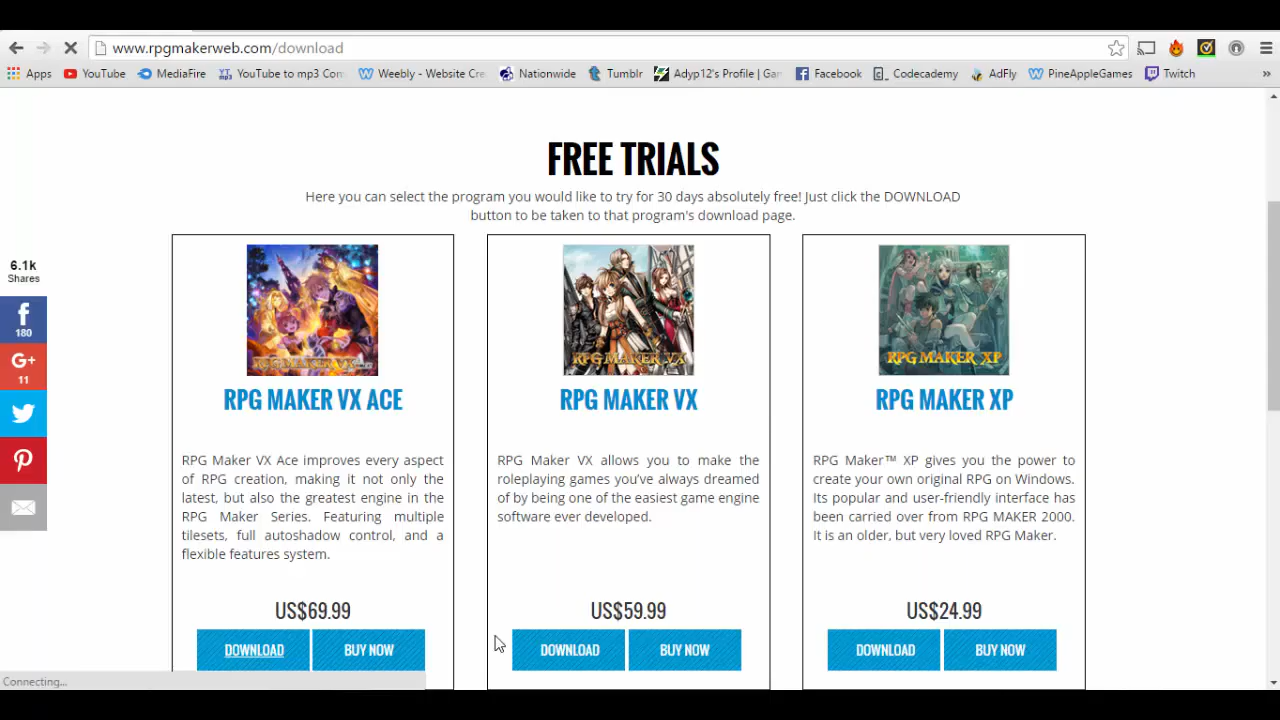 www.rpgmakerweb.com/download
Apps YouTube MediaFire YouTube to mp3 Con Weebly - Website Cre Nationwide Tumblr Adyp12's Profile | Gam Facebook Codecademy AdFly PineAppleGames Twitch »
FREE TRIALS
Here you can select the program you would like to try for 30 days absolutely free! Just click the DOWNLOAD
button to be taken to that program's download page.
6.1k
Shares
180
G+
11
RPG MAKER VX
RPG MAKER XP
RPG MAKER VX ACE
RPG Maker VX Ace improves every aspect
of RPG creation, making it not only the
latest, but also the greatest engine in the
RPG Maker Series. Featuring multiple
tilesets, full autoshadow control, and a
flexible features system.
US$69.99
DOWNLOAD BUY NOW
RPG MAKER VX
RPG Maker VX allows you to make the
roleplaying games you've always dreamed
of by being one of the easiest game engine
software ever developed.
US$59.99
DOWNLOAD BUY NOW
RPG MAKER XP
RPG Maker™ XP gives you the power to
create your own original RPG on Windows.
Its popular and user-friendly interface has
been carried over from RPG MAKER 2000.
It is an older, but very loved RPG Maker.
US$24.99
DOWNLOAD BUY NOW
Connecting...